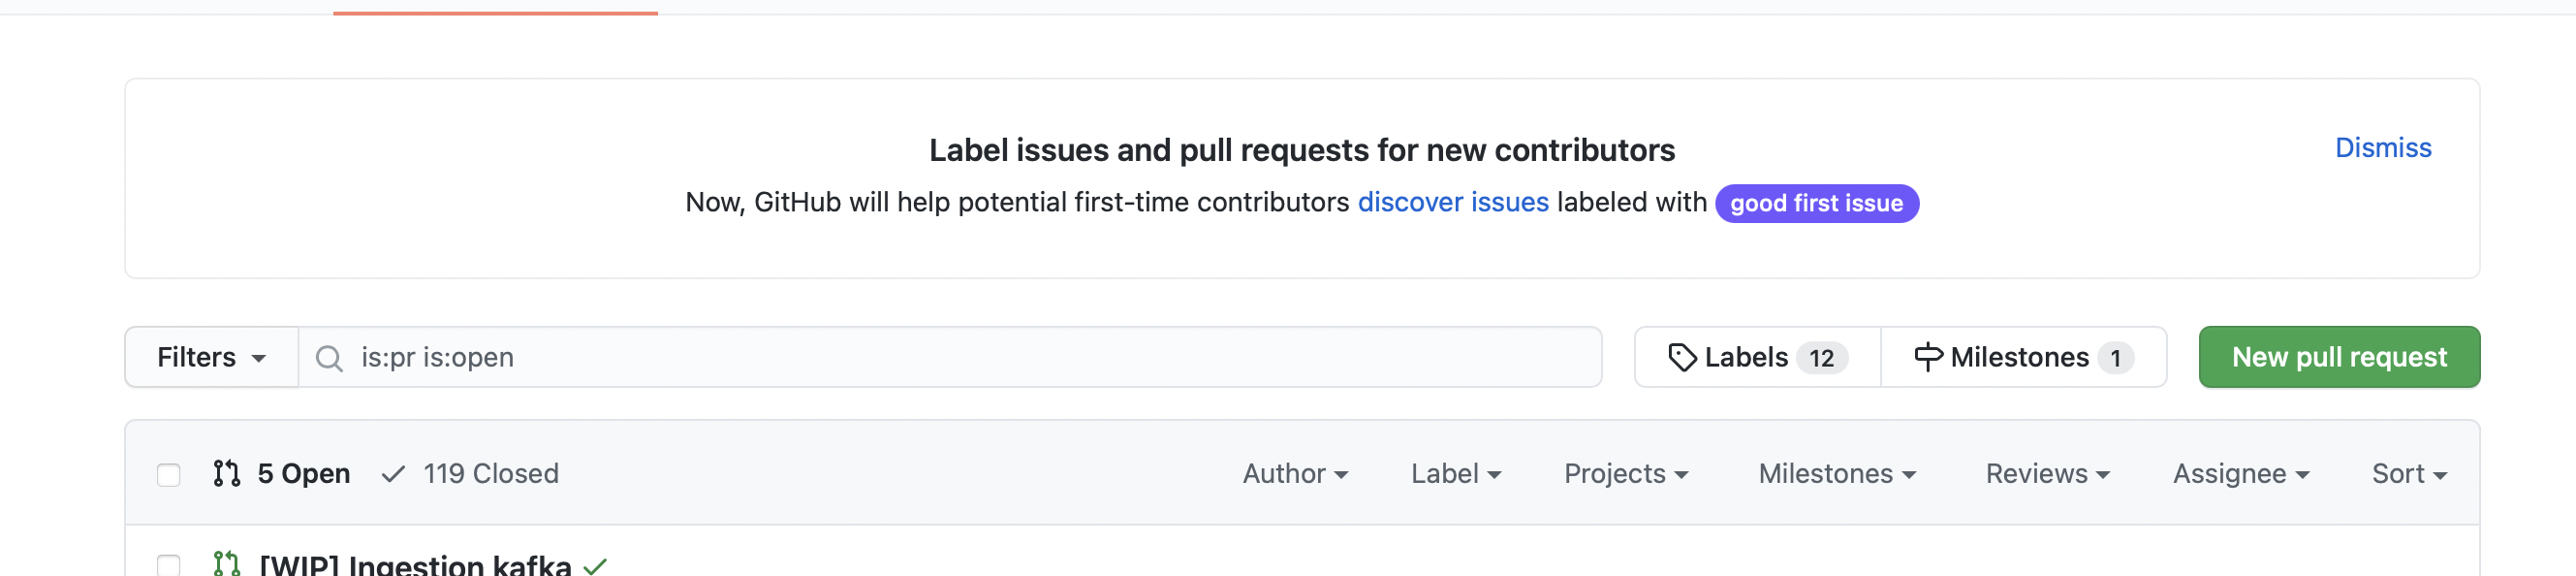 Label issues and pull requests for new contributors
Dismiss
Now, GitHub will help potential first-time contributors discover issues labeled with good first issue
Filters
is:pr is:open
Labels 12
Milestones 1
New pull request
5 Open
119 Closed
Author
Label
Projects
Milestones
Reviews
Assignee
Sort
[WIP] Ingestion kafka